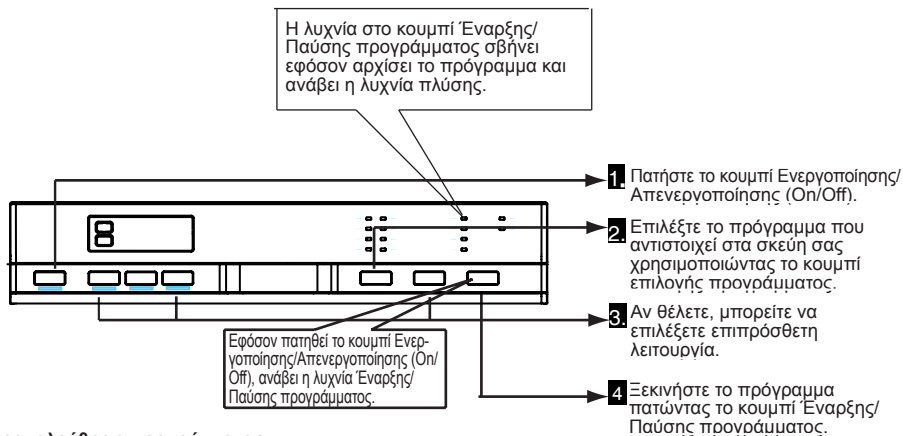 Η λυχνία στο κουμπί Έναρξης/
Παύσης προγράμματος σβήνει
εφόσον αρχίσει το πρόγραμμα και
ανάβει η λυχνία πλύσης.
1. Πατήστε το κουμπί Ενεργοποίησης/
Απενεργοποίησης (On/Off).
2. Επιλέξτε το πρόγραμμα που
αντιστοιχεί στα σκεύη σας
χρησιμοποιώντας το κουμπί
επιλογής προγράμματος.
3. Αν θέλετε, μπορείτε να
επιλέξετε επιπρόσθετη
λειτουργία.
Εφόσον πατηθεί το κουμπί Ενερ-
γοποίησης/Απενεργοποίησης (On/
Off), ανάβει η λυχνία Έναρξης/
Παύσης προγράμματος.
4 Ξεκινήστε το πρόγραμμα
πατώντας το κουμπί Έναρξης/
Παύσης προγράμματος.